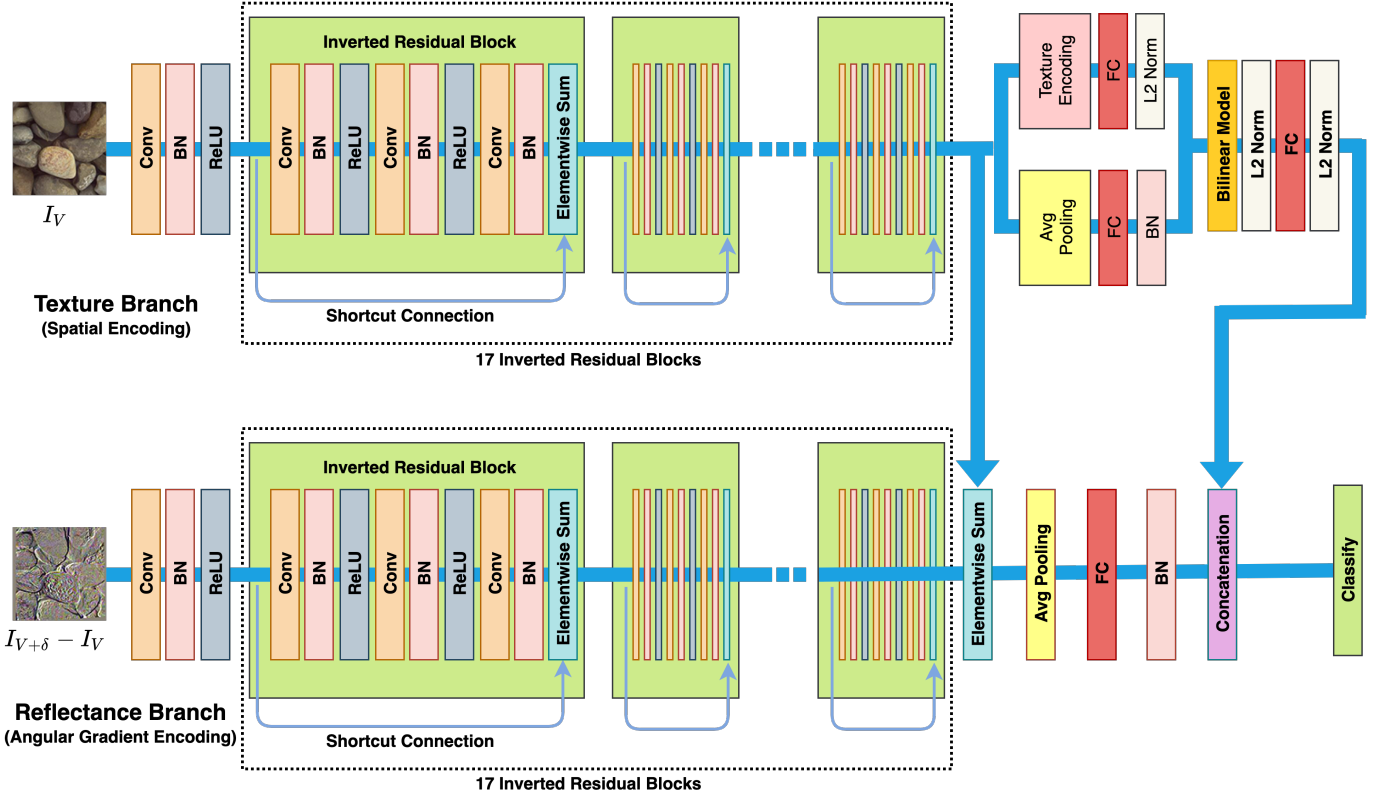 Inverted Residual Block
Conv
BN
ReLU
Conv
BN
ReLU
Conv
BN
ReLU
Conv
BN
Elementwise Sum
Texture
Encoding
FC
L2 Norm
Avg
Pooling
FC
BN
Bilinear Model
L2 Norm
FC
L2 Norm
I_V
Texture Branch
(Spatial Encoding)
Shortcut Connection
17 Inverted Residual Blocks
Inverted Residual Block
Conv
BN
ReLU
Conv
BN
ReLU
Conv
BN
ReLU
Conv
BN
Elementwise Sum
Elementwise Sum
Avg Pooling
FC
BN
Concatenation
Classify
I_{V+δ} − I_V
Reflectance Branch
(Angular Gradient Encoding)
Shortcut Connection
17 Inverted Residual Blocks